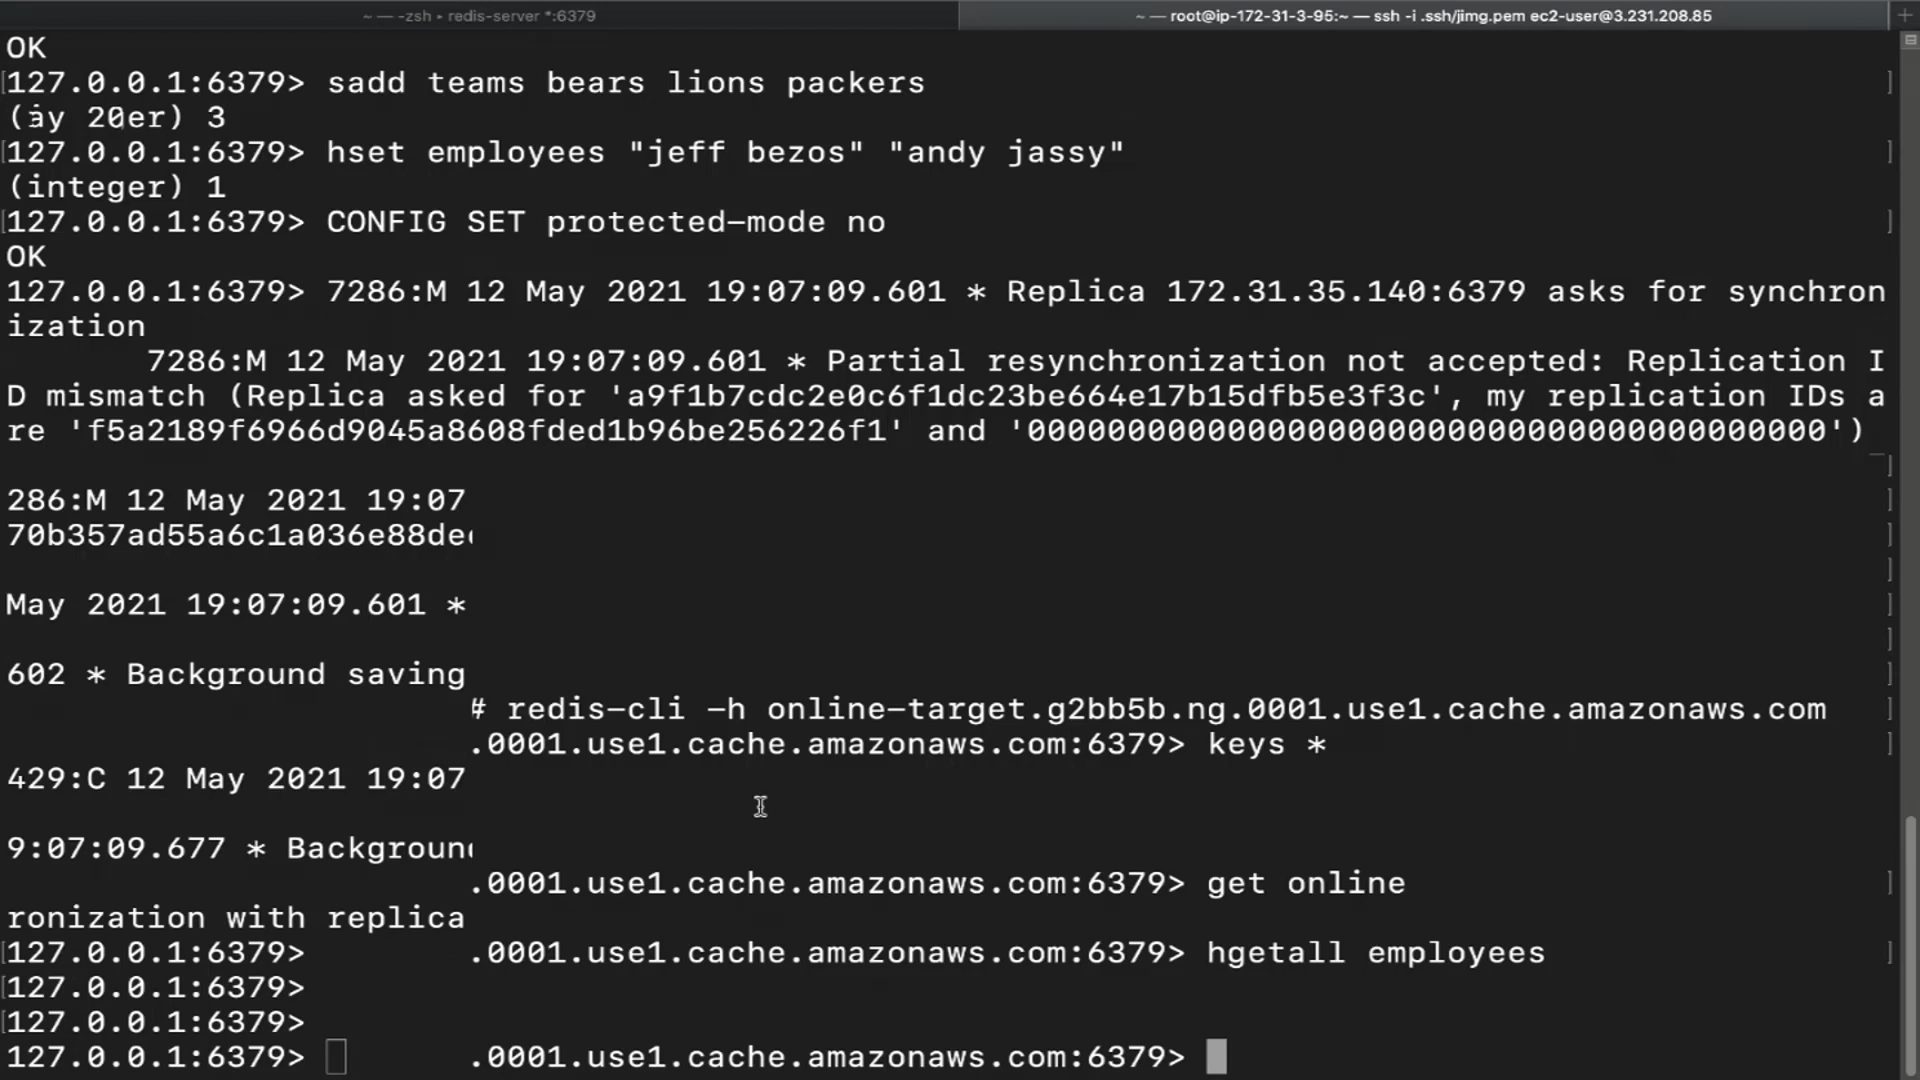 ~ — -zsh • redis-server *:6379
~ — root@ip-172-31-3-95:~ — ssh -i .ssh/jimg.pem ec2-user@3.231.208.85
OK
127.0.0.1:6379> sadd teams bears lions packers
20er) 3
127.0.0.1:6379> hset employees "jeff bezos" "andy jassy"
(integer) 1
127.0.0.1:6379> CONFIG SET protected-mode no
OK
127.0.0.1:6379> 7286:M 12 May 2021 19:07:09.601 * Replica 172.31.35.140:6379 asks for synchron
ization
7286:M 12 May 2021 19:07:09.601 * Partial resynchronization not accepted: Replication I
D mismatch (Replica asked for 'a9f1b7cdc2e0c6f1dc23be664e17b15dfb5e3f3c', my replication IDs a
re 'f5a2189f6966d9045a8608fded1b96be256226f1' and '0000000000000000000000000000000000000000')
286:M 12 May 2021 19:07
70b357ad55a6c1a036e88de
May 2021 19:07:09.601 *
602 * Background saving
# redis-cli -h online-target.g2bb5b.ng.0001.use1.cache.amazonaws.com
.0001.use1.cache.amazonaws.com:6379> keys *
429:C 12 May 2021 19:07
9:07:09.677 * Backgroun
.0001.use1.cache.amazonaws.com:6379> get online
ronization with replica
127.0.0.1:6379> .0001.use1.cache.amazonaws.com:6379> hgetall employees
127.0.0.1:6379>
127.0.0.1:6379>
127.0.0.1:6379> .0001.use1.cache.amazonaws.com:6379>